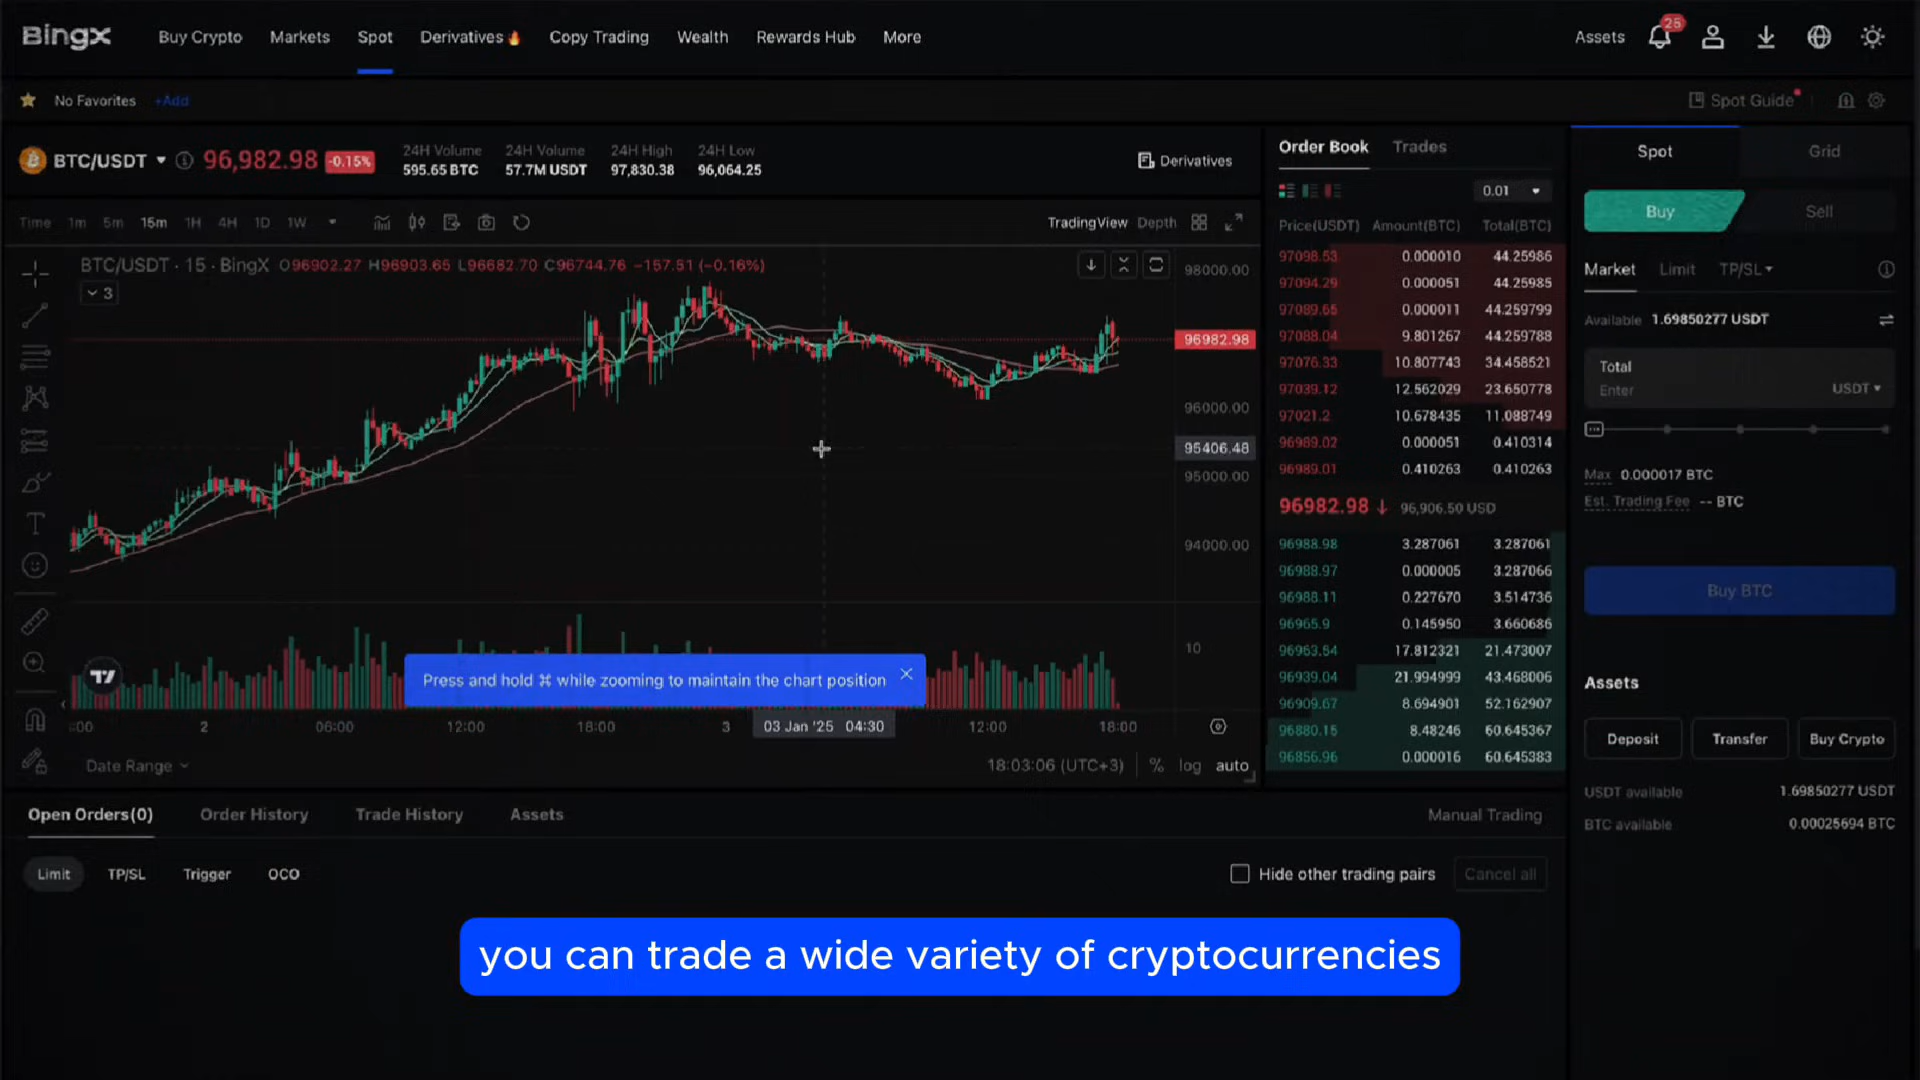 BingX Buy Crypto Markets Spot Derivatives Copy Trading Wealth Rewards Hub More Assets 25
No Favorites +Add Spot Guide
BTC/USDT 96,982.98 -0.15%
24H Volume 595.65 BTC
24H Volume 57.7M USDT
24H High 97,830.38
24H Low 96,064.25
Derivatives
Time 1m 5m 15m 1H 4H 1D 1W
TradingView Depth
BTC/USDT · 15 · BingX O96902.27 H96903.65 L96682.70 C96744.76 −157.51 (−0.16%)
3
98000.00
96982.98
96000.00
95406.48
95000.00
94000.00
10
Press and hold ⌘ while zooming to maintain the chart position
:00 2 06:00 12:00 18:00 3 03 Jan '25 04:30 12:00 18:00
Date Range 18:03:06 (UTC+3) % log auto
Order Book Trades
0.01
Price(USDT) Amount(BTC) Total(BTC)
97098.53 0.000010 44.25986
97094.29 0.000051 44.25985
97089.65 0.000011 44.259799
97088.04 9.801267 44.259788
97076.33 10.807743 34.458521
97039.12 12.562029 23.650778
97021.2 10.678435 11.088749
96989.02 0.000051 0.410314
96989.01 0.410263 0.410263
96982.98 ↓ 96,906.50 USD
96988.98 3.287061 3.287061
96988.97 0.000005 3.287066
96988.11 0.227670 3.514736
96965.9 0.145950 3.660686
96963.54 17.812321 21.473007
96939.04 21.994999 43.468006
96909.67 8.694901 52.162907
96880.15 8.48246 60.645367
96856.96 0.000016 60.645383
Spot Grid
Buy Sell
Market Limit TP/SL
Available 1.69850277 USDT
Total
Enter USDT
Max 0.000017 BTC
Est. Trading Fee -- BTC
Buy BTC
Assets
Deposit Transfer Buy Crypto
USDT available 1.69850277 USDT
BTC available 0.00025694 BTC
Open Orders(0) Order History Trade History Assets Manual Trading
Limit TP/SL Trigger OCO Hide other trading pairs Cancel all
you can trade a wide variety of cryptocurrencies